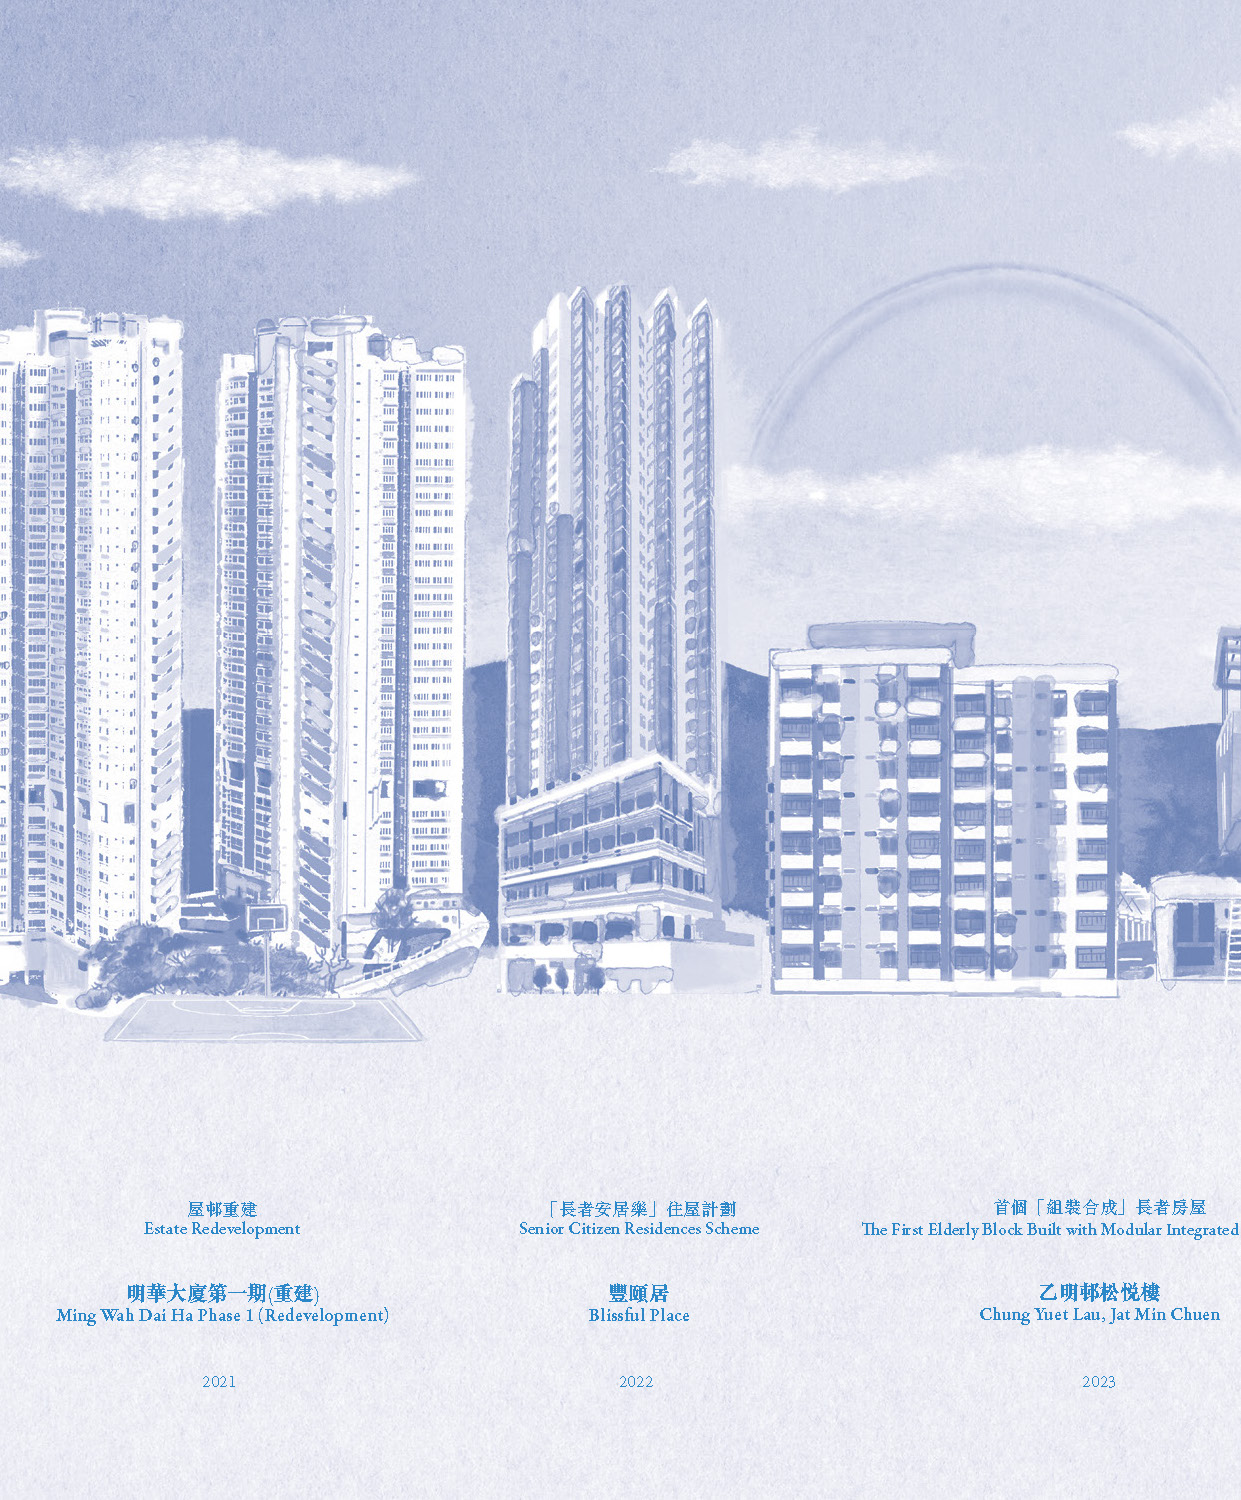 屋邨重建
Estate Redevelopment
明華大廈第一期(重建)
Ming Wah Dai Ha Phase 1 (Redevelopment)
2021
「長者安居樂」住屋計劃
Senior Citizen Residences Scheme
豐頤居
Blissful Place
2022
首個「組裝合成」長者房屋
The First Elderly Block Built with Modular Integrated
乙明邨松悦樓
Chung Yuet Lau, Jat Min Chuen
2023